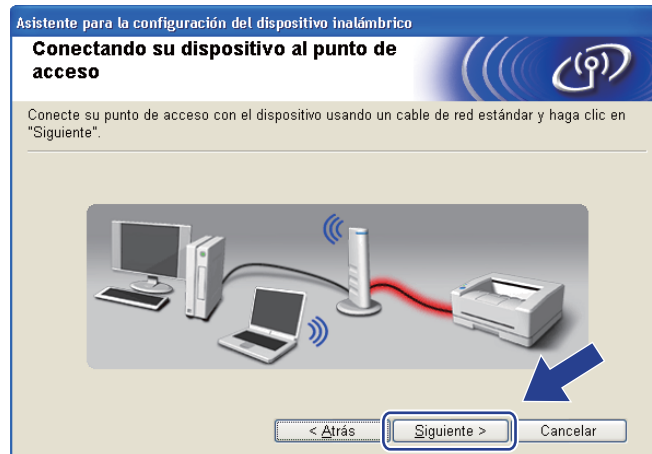 Asistente para la configuración del dispositivo inalámbrico
Conectando su dispositivo al punto de
acceso
Conecte su punto de acceso con el dispositivo usando un cable de red estándar y haga clic en
"Siguiente".
< Atrás
Siguiente >
Cancelar